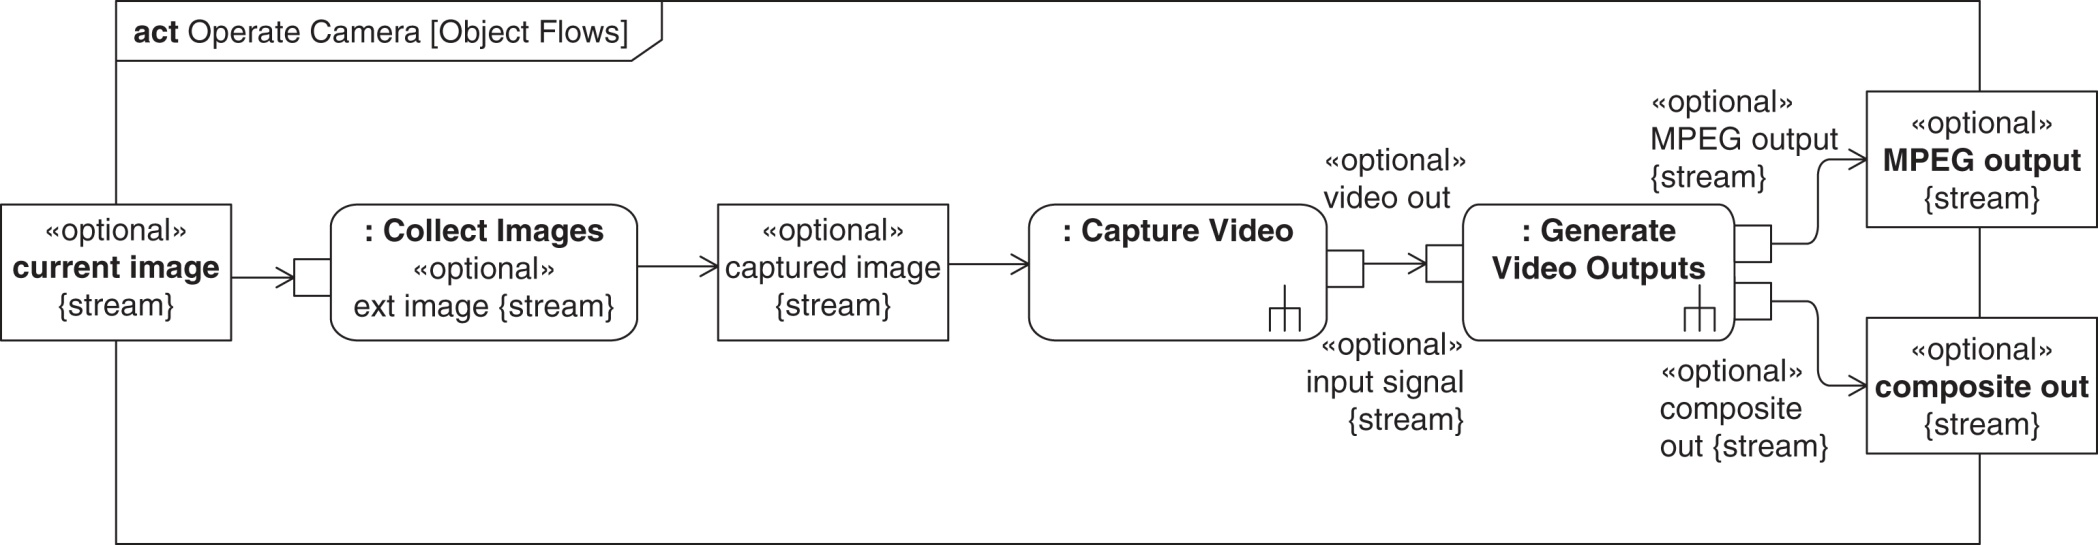 act Operate Camera [Object Flows]
«optional»
current image
{stream}
: Collect Images
«optional»
ext image {stream}
«optional»
captured image
{stream}
: Capture Video
«optional»
video out
«optional»
input signal
{stream}
: Generate
Video Outputs
«optional»
MPEG output
{stream}
«optional»
composite
out {stream}
«optional»
MPEG output
{stream}
«optional»
composite out
{stream}